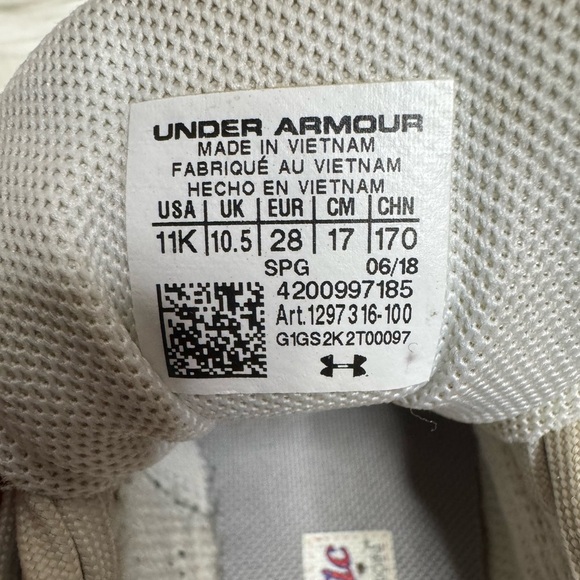 UNDER ARMOUR
MADE IN VIETNAM
FABRIQUÉ AU VIETNAM
HECHO EN VIETNAM
USA | UK | EUR | CM | CHN
11K | 10.5 | 28 | 17 | 170
SPG 06/18
4200997185
Art.1297316-100
G1GS2K2T00097